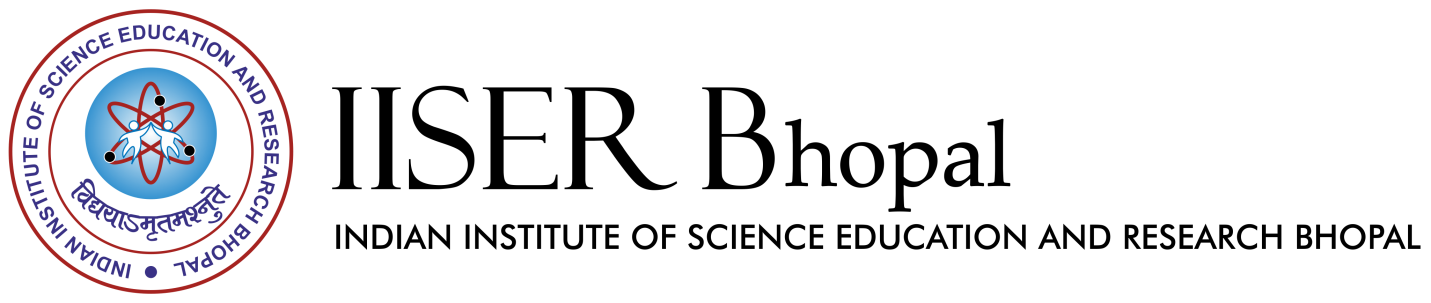 INDIAN INSTITUTE OF SCIENCE EDUCATION AND RESEARCH BHOPAL
विद्ययाऽमृतमश्नुते
IISER Bhopal
INDIAN INSTITUTE OF SCIENCE EDUCATION AND RESEARCH BHOPAL